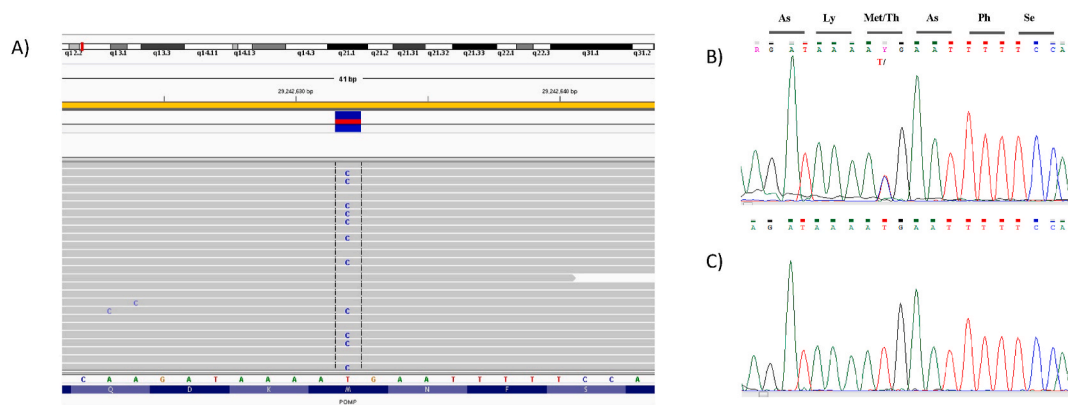 A)
q12.2 q13.1 q13.3 q14.11 q14.13 q14.3 q21.1 q21.2 q21.31 q21.32 q21.33 q22.1 q22.3 q31.1 q31.2
41 bp
29,242,630 bp 29,242,640 bp
C
C
C
C
C
C
C
C
C
C
C
C
C
C A A G A T A A A A T G A A T T T T T C C A
Q D K M N F S
POMP
B)
As Ly Met/Th As Ph Se
R G A T A A A A Y G A A T T T T T C C A
T/
A G A T A A A A T G A A T T T T T C C A
C)